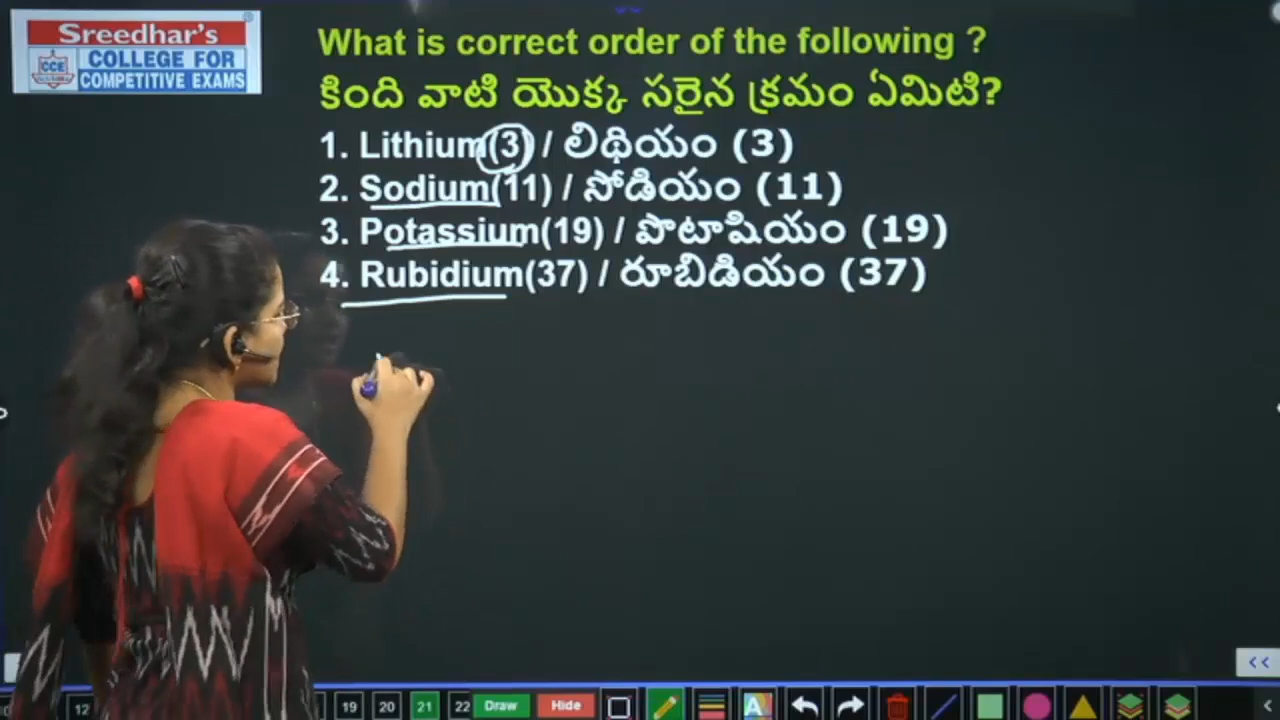 Sreedhar's
CCE
COLLEGE FOR
COMPETITIVE EXAMS
What is correct order of the following ?
కింది వాటి యొక్క సరైన క్రమం ఏమిటి?
1. Lithium(3) / లిథియం (3)
2. Sodium(11) / సోడియం (11)
3. Potassium(19) / పొటాషియం (19)
4. Rubidium(37) / రూబిడియం (37)
12 19 20 21 22 Draw Hide A <<